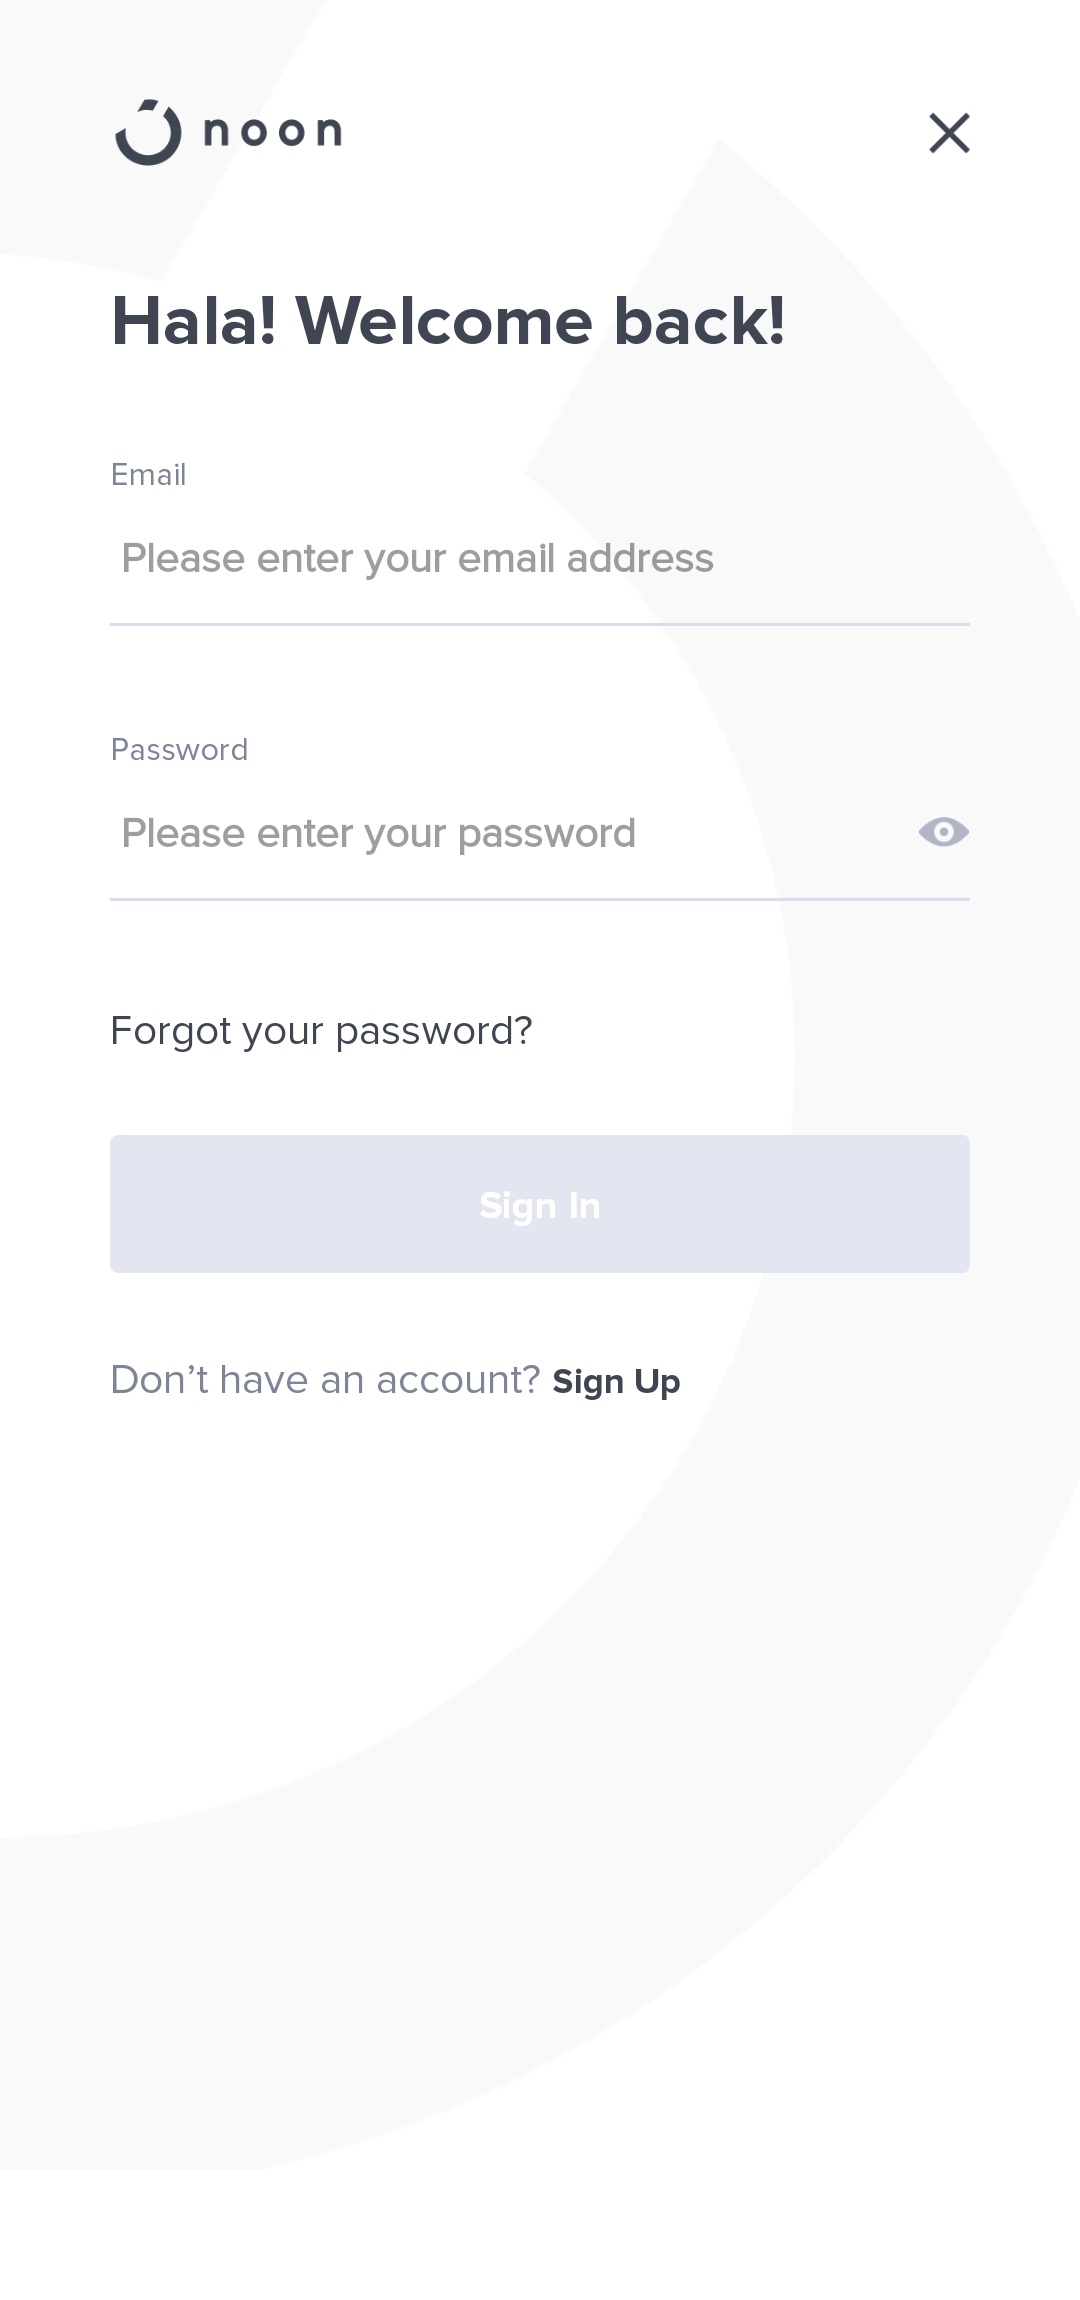 noon
Hala! Welcome back!
Email
Please enter your email address
Password
Please enter your password
Forgot your password?
Sign In
Don’t have an account? Sign Up